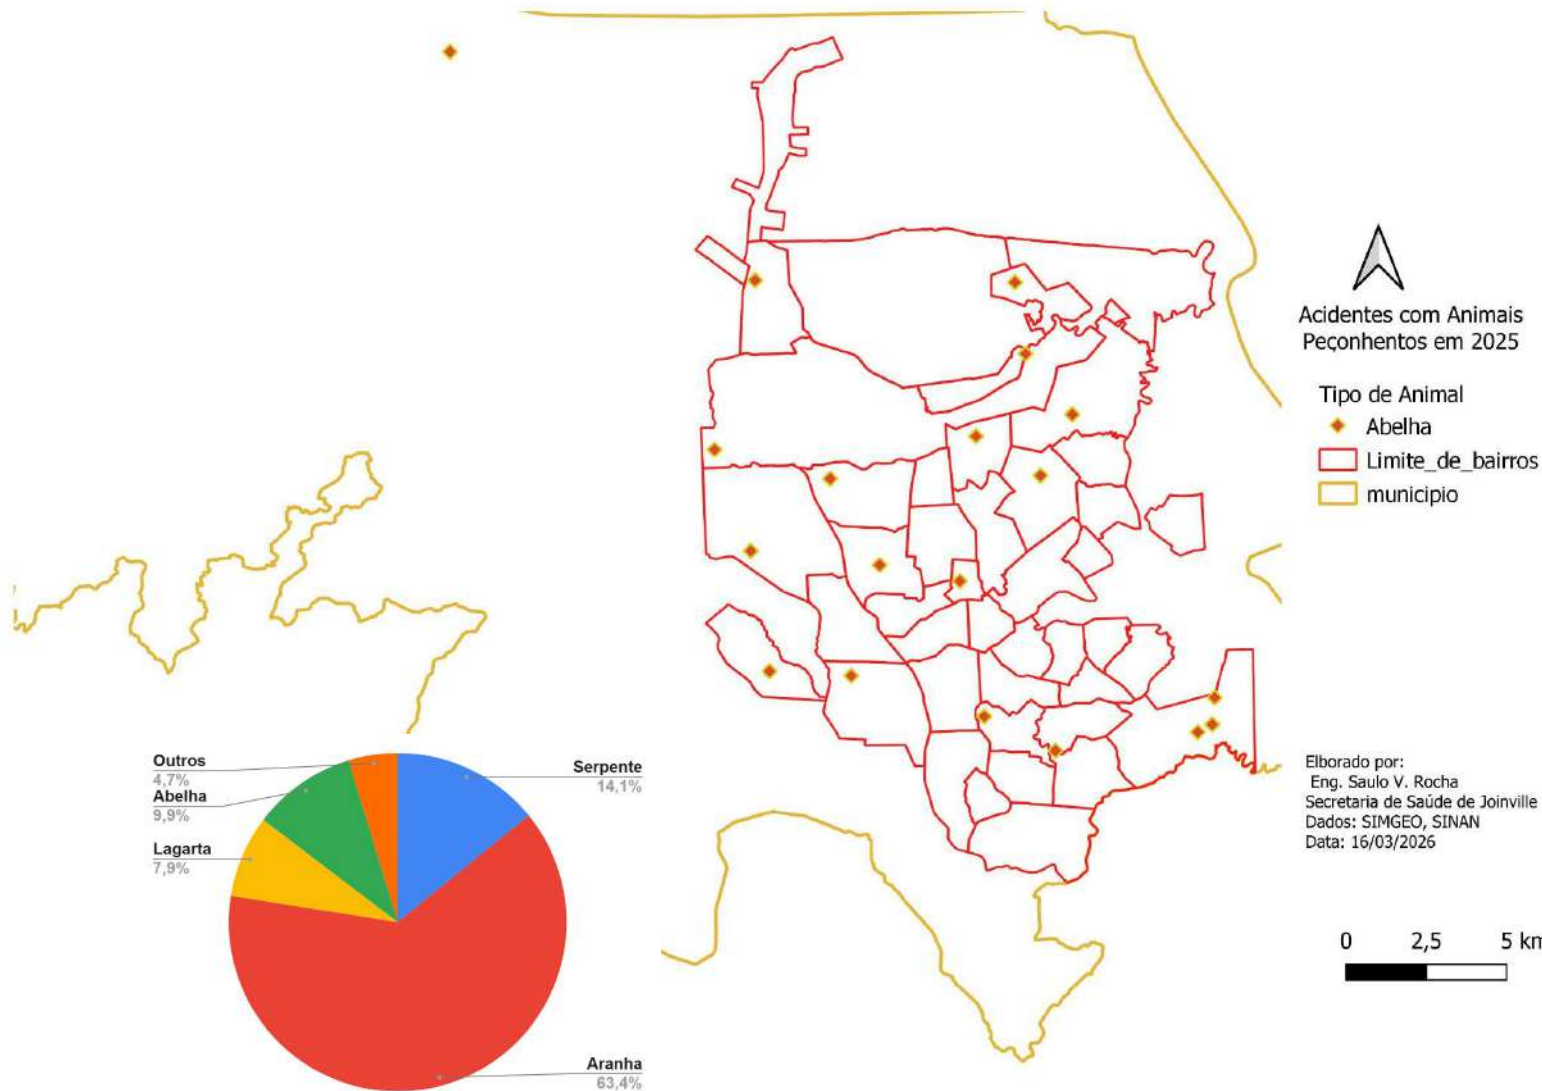 Acidentes com Animais
Peçonhentos em 2025
Tipo de Animal
Abelha
Limite_de_bairros
municipio
Outros
4,7%
Abelha
9,9%
Lagarta
7,9%
Serpente
14,1%
Aranha
63,4%
Elborado por:
Eng. Saulo V. Rocha
Secretaria de Saúde de Joinville
Dados: SIMGEO, SINAN
Data: 16/03/2026
0 2,5 5 km